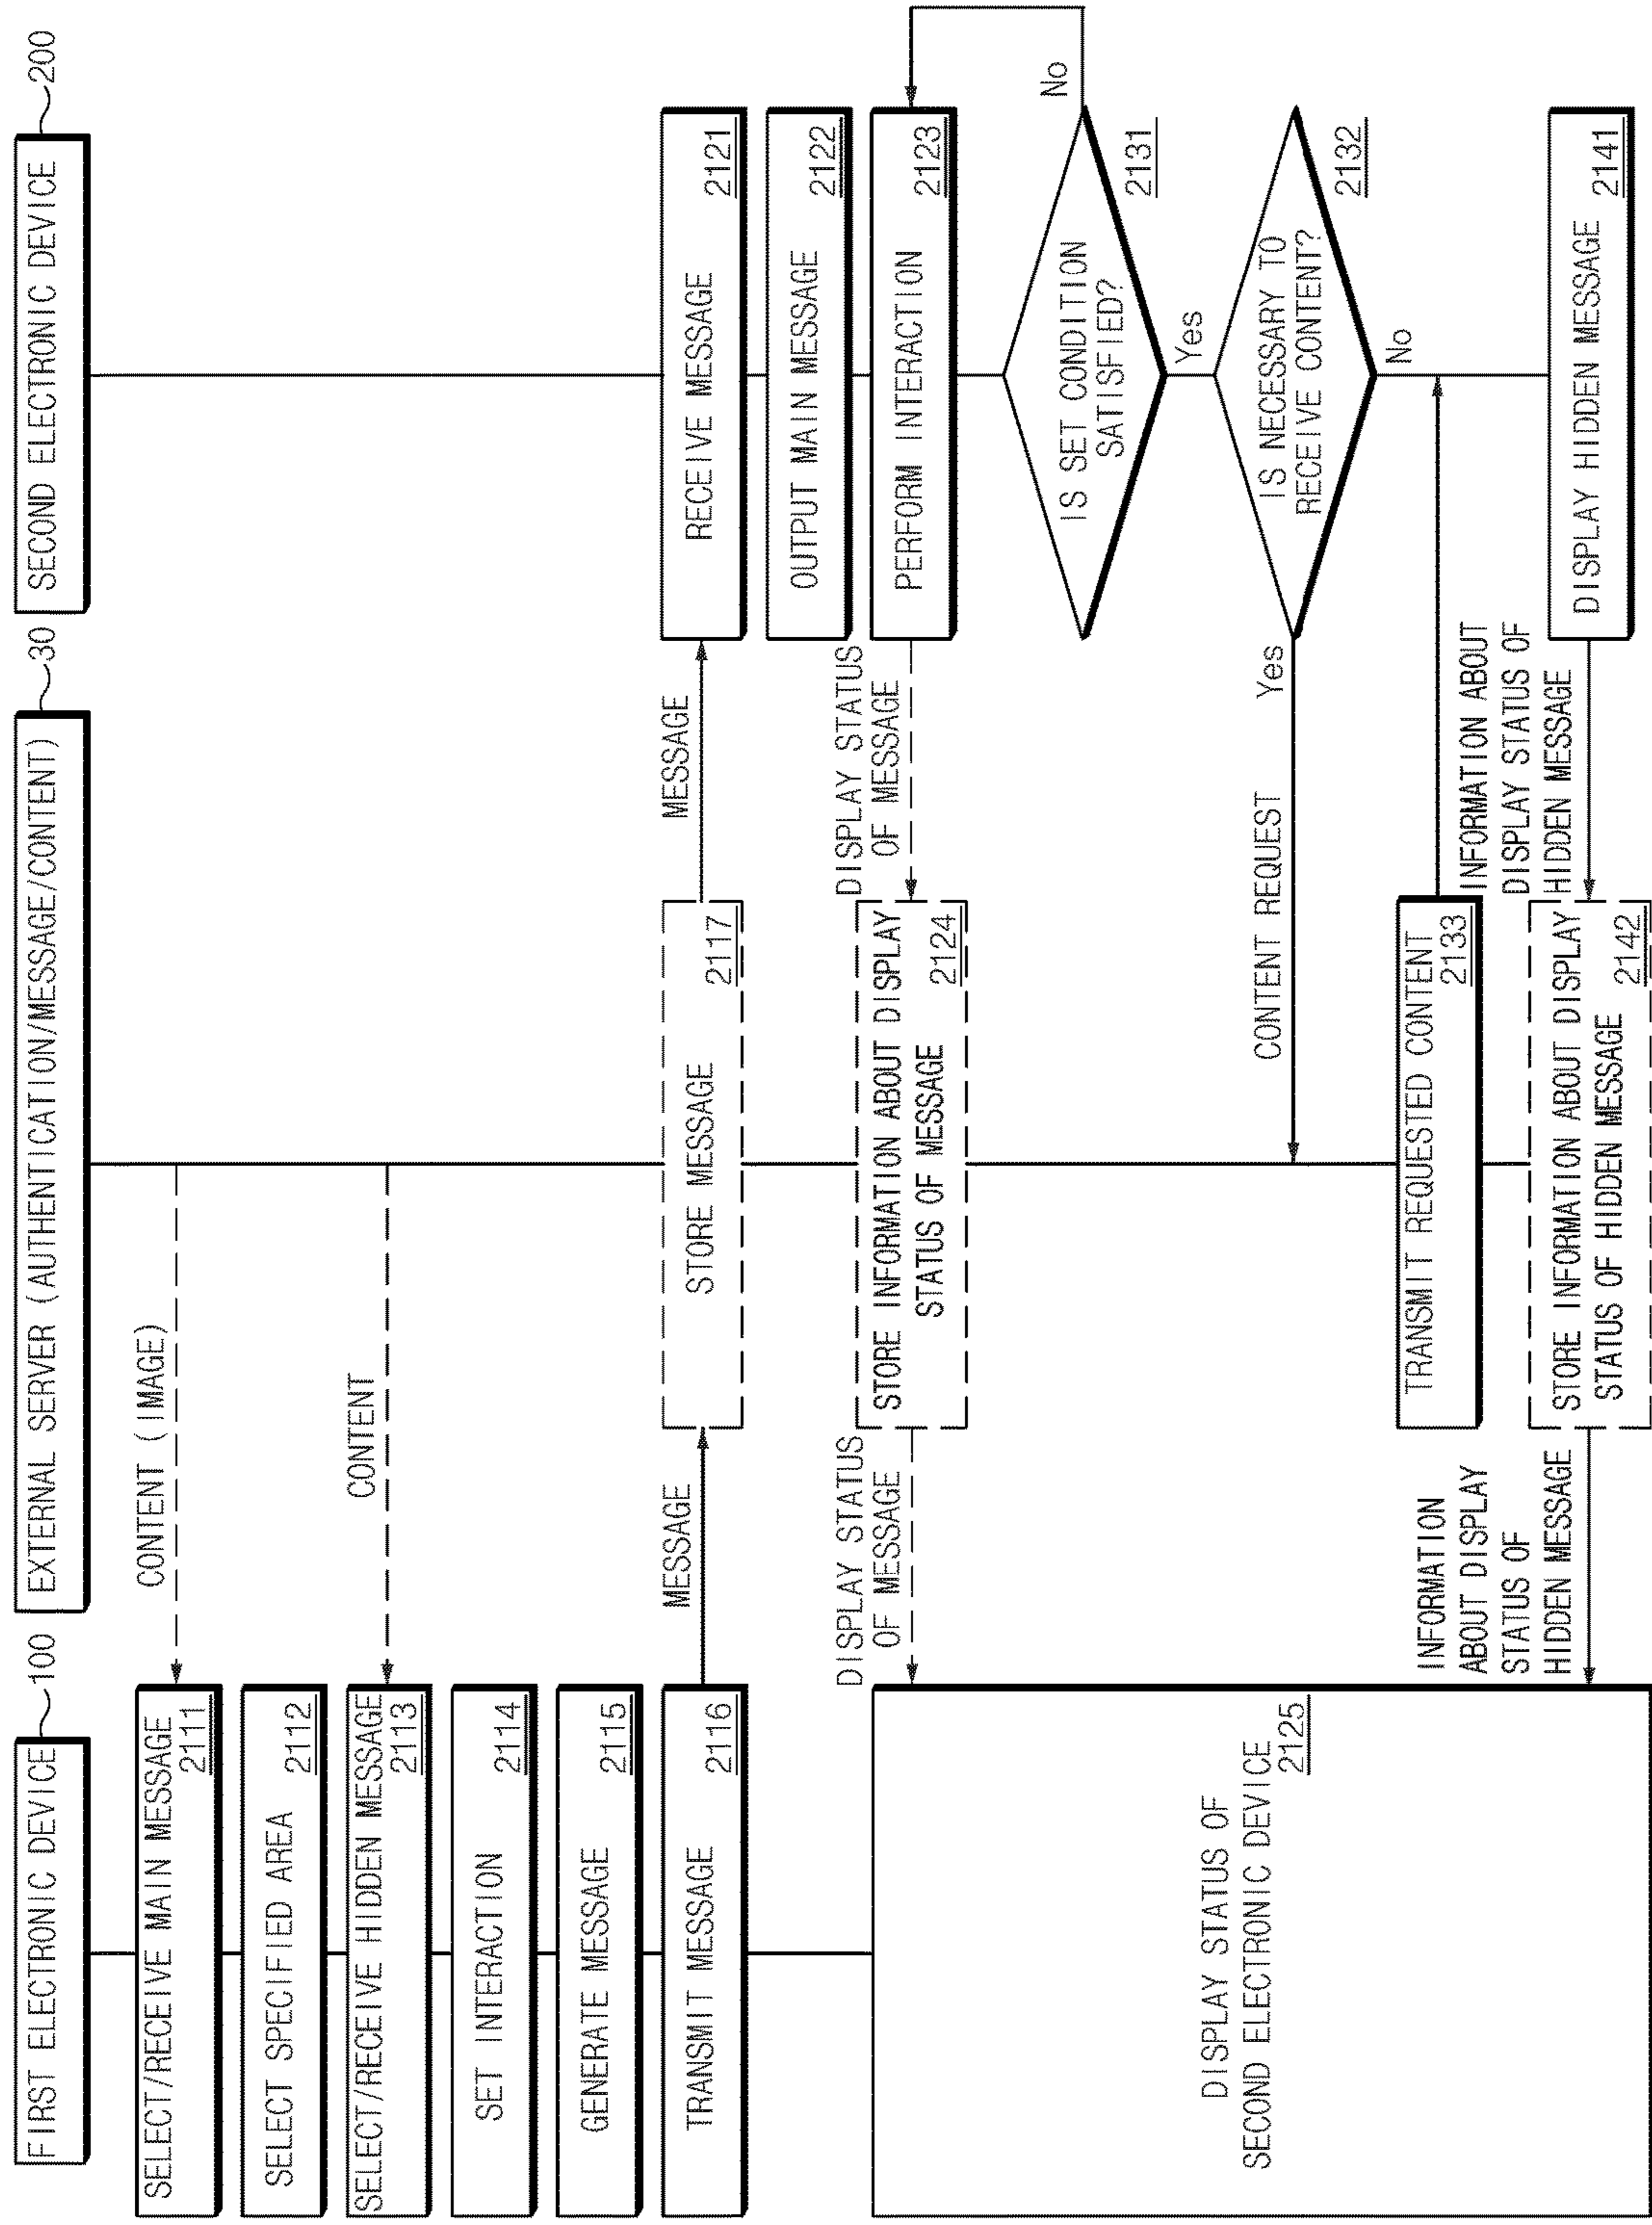 FIRST ELECTRONIC DEVICE
100
EXTERNAL SERVER (AUTHENTICATION/MESSAGE/CONTENT)
30
SECOND ELECTRONIC DEVICE
200
CONTENT (IMAGE)
SELECT/RECEIVE MAIN MESSAGE
2111
SELECT SPECIFIED AREA
2112
CONTENT
SELECT/RECEIVE HIDDEN MESSAGE
2113
SET INTERACTION
2114
GENERATE MESSAGE
2115
TRANSMIT MESSAGE
2116
MESSAGE
STORE MESSAGE
2117
MESSAGE
RECEIVE MESSAGE
2121
OUTPUT MAIN MESSAGE
2122
PERFORM INTERACTION
2123
DISPLAY STATUS
OF MESSAGE
STORE INFORMATION ABOUT DISPLAY
STATUS OF MESSAGE
2124
DISPLAY STATUS
OF MESSAGE
DISPLAY STATUS OF
SECOND ELECTRONIC DEVICE
2125
No
IS SET CONDITION
SATISFIED?
2131
Yes
IS NECESSARY TO
RECEIVE CONTENT?
2132
Yes
CONTENT REQUEST
No
TRANSMIT REQUESTED CONTENT
2133
DISPLAY HIDDEN MESSAGE
2141
INFORMATION ABOUT
DISPLAY STATUS OF
HIDDEN MESSAGE
STORE INFORMATION ABOUT DISPLAY
STATUS OF HIDDEN MESSAGE
2142
INFORMATION
ABOUT DISPLAY
STATUS OF
HIDDEN MESSAGE